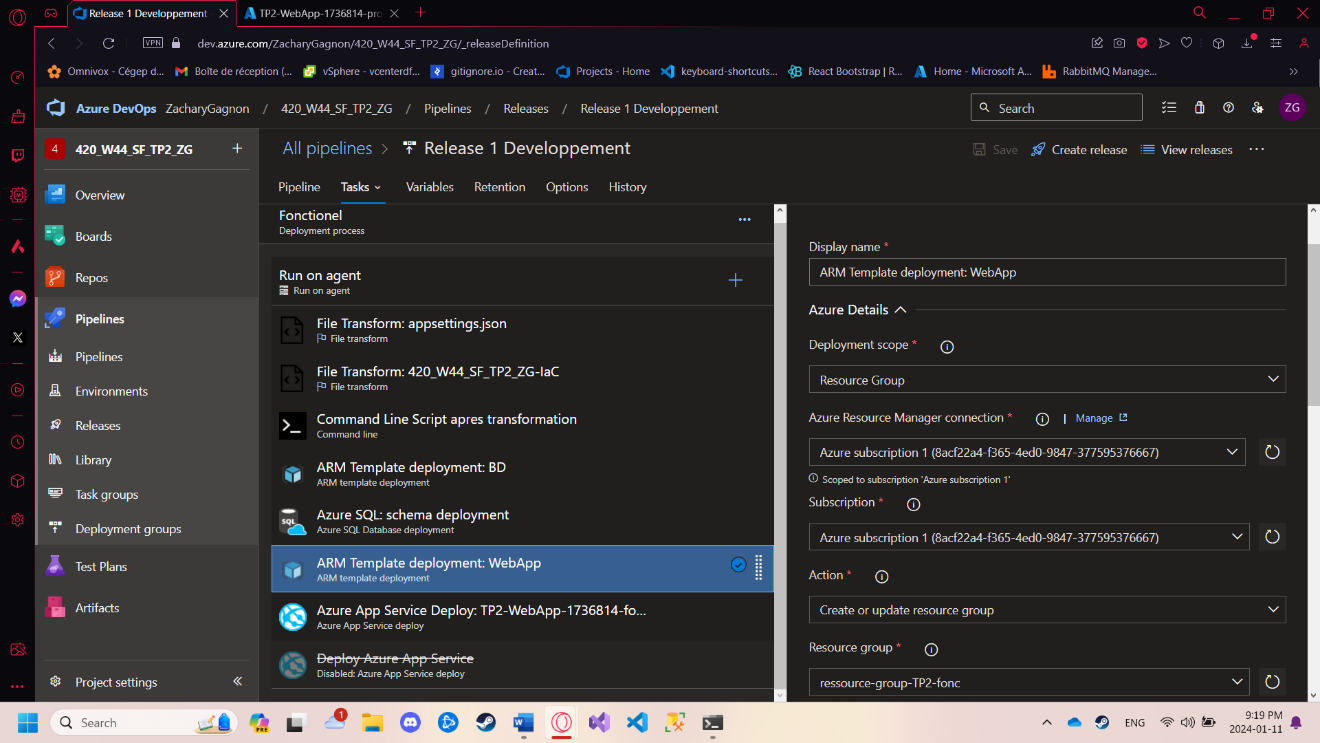 Release 1 Developpement
TP2-WebApp-1736814-pro
VPN
dev.azure.com/ZacharyGagnon/420_W44_SF_TP2_ZG/_releaseDefinition
Omnivox - Cégep d...
Boîte de réception (...
vSphere - vcenterdf...
gitignore.io - Creat...
Projects - Home
keyboard-shortcuts...
React Bootstrap | R...
Home - Microsoft A...
RabbitMQ Manage...
Azure DevOps ZacharyGagnon / 420_W44_SF_TP2_ZG / Pipelines / Releases / Release 1 Developpement
Search
ZG
4 420_W44_SF_TP2_ZG
Overview
Boards
Repos
Pipelines
Pipelines
Environments
Releases
Library
Task groups
Deployment groups
Test Plans
Artifacts
Project settings
All pipelines > Release 1 Developpement
Save
Create release
View releases
Pipeline
Tasks
Variables
Retention
Options
History
Fonctionel
Deployment process
Run on agent
Run on agent
File Transform: appsettings.json
File transform
File Transform: 420_W44_SF_TP2_ZG-IaC
File transform
Command Line Script apres transformation
Command line
ARM Template deployment: BD
ARM template deployment
Azure SQL: schema deployment
Azure SQL Database deployment
ARM Template deployment: WebApp
ARM template deployment
Azure App Service Deploy: TP2-WebApp-1736814-fo...
Azure App Service deploy
Deploy Azure App Service
Disabled: Azure App Service deploy
Display name *
ARM Template deployment: WebApp
Azure Details
Deployment scope *
Resource Group
Azure Resource Manager connection * | Manage
Azure subscription 1 (8acf22a4-f365-4ed0-9847-377595376667)
Scoped to subscription 'Azure subscription 1'
Subscription *
Azure subscription 1 (8acf22a4-f365-4ed0-9847-377595376667)
Action *
Create or update resource group
Resource group *
ressource-group-TP2-fonc
Search
PRE
1
ENG
9:19 PM
2024-01-11